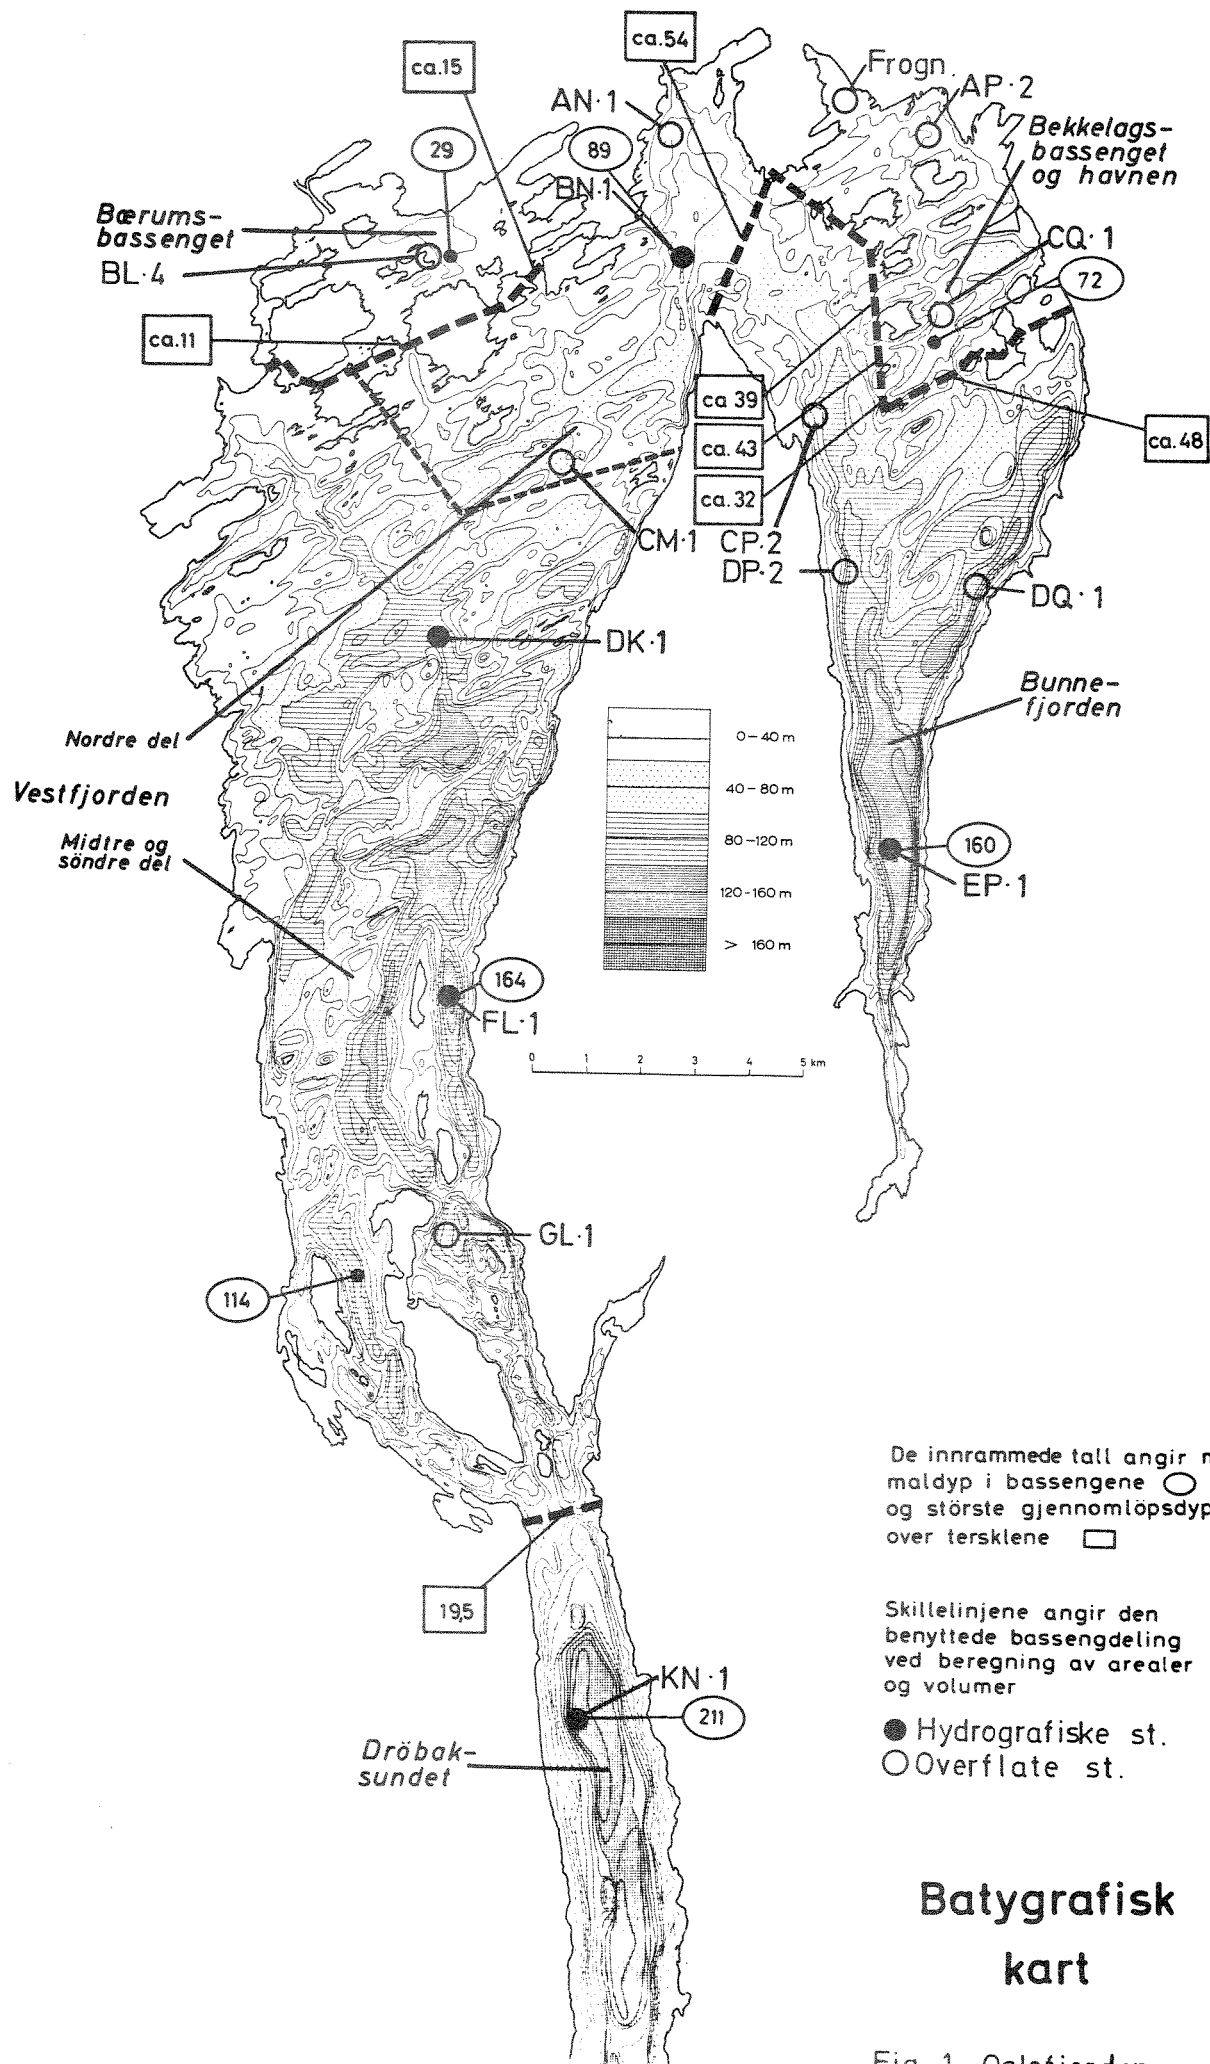 ca.54
ca.15
Frogn.
AP·2
AN·1
Bekkelags-
bassenget
og havnen
29
89
BN·1
Bærums-
bassenget
BL·4
CQ·1
72
ca.11
ca 39
ca.43
ca.48
ca.32
CM·1
CP·2
DP·2
DQ·1
DK·1
Bunne-
fjorden
Nordre del
Vestfjorden
Midtre og
söndre del
0-40 m
40-80 m
80-120 m
120-160 m
> 160 m
160
EP·1
164
FL·1
0 1 2 3 4 5 km
GL·1
114
De innrammede tall angir
maldyp i bassengene
og störste gjennomlöpsdyp
over tersklene
19,5
Skillelinjene angir den
benyttede bassengdeling
ved beregning av arealer
og volumer
KN·1
211
Hydrografiske st.
Overflate st.
Dröbak-
sundet
Batygrafisk
kart
Fig. 1. Oslofjorden